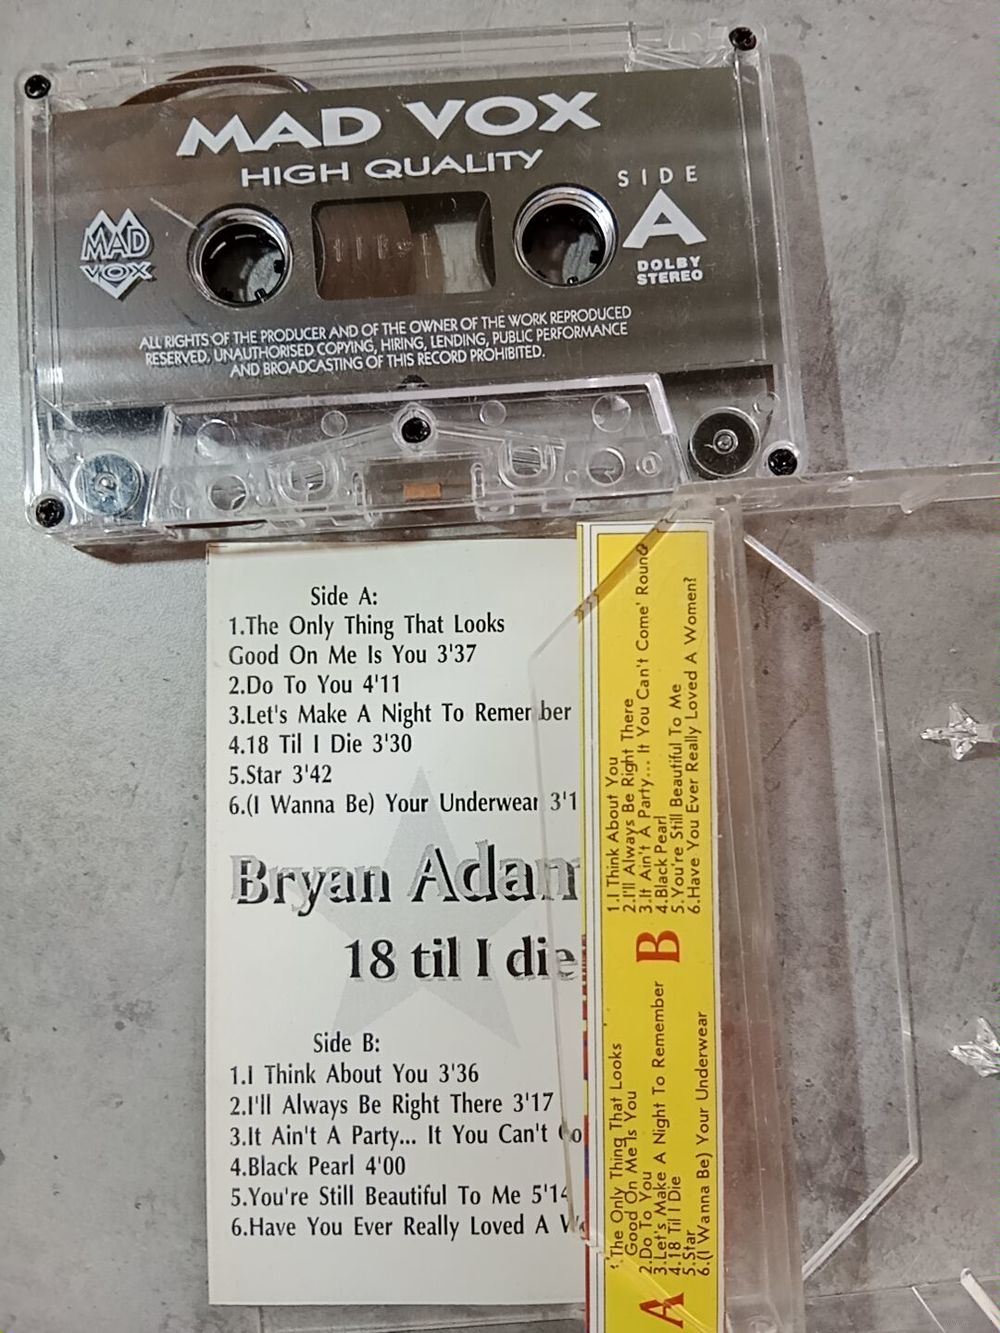 MAD VOX
HIGH QUALITY
SIDE
A
DOLBY
STEREO
MAD
VOX
ALL RIGHTS OF THE PRODUCER AND OF THE OWNER OF THE WORK REPRODUCED
RESERVED, UNAUTHORISED COPYING, HIRING, LENDING, PUBLIC PERFORMANCE
AND BROADCASTING OF THIS RECORD PROHIBITED.
Side A:
1.The Only Thing That Looks
Good On Me Is You 3'37
2.Do To You 4'11
3.Let's Make A Night To Remember
4.18 Til I Die 3'30
5.Star 3'42
6.(I Wanna Be) Your Underwear 3'1
Bryan Adam
18 til I die
Side B:
1.I Think About You 3'36
2.I'll Always Be Right There 3'17
3.It Ain't A Party... It You Can't Co
4.Black Pearl 4'00
5.You're Still Beautiful To Me 5'14
6.Have You Ever Really Loved A Wo
A
1.The Only Thing That Looks
Good On Me Is You
2.Do To You
3.Let's Make A Night To Remember
4.18 Til I Die
5.Star
6.(I Wanna Be) Your Underwear
B
1.I Think About You
2.I'll Always Be Right There
3.It Ain't A Party... It You Can't Come' Round
4.Black Pearl
5.You're Still Beautiful To Me
6.Have You Ever Really Loved A Women?